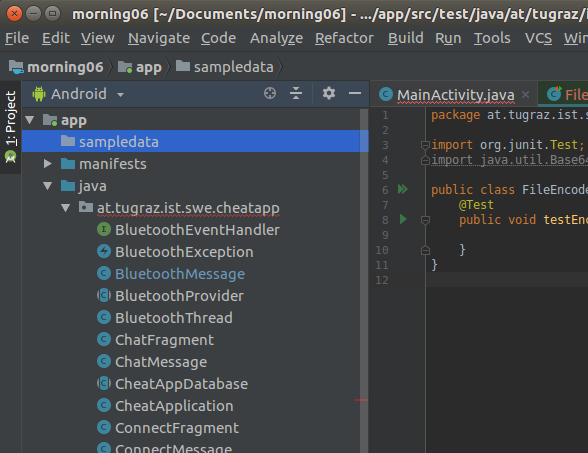 morning06 [~/Documents/morning06] - .../app/src/test/java/at/tugraz/
File Edit View Navigate Code Analyze Refactor Build Run Tools VCS
morning06 app sampledata
1: Project
Android
MainActivity.java
File
app
sampledata
manifests
java
at.tugraz.ist.swe.cheatapp
BluetoothEventHandler
BluetoothException
BluetoothMessage
BluetoothProvider
BluetoothThread
ChatFragment
ChatMessage
CheatAppDatabase
CheatApplication
ConnectFragment
ConnectMessage
1 package at.tugraz.ist.s
2
3 import org.junit.Test;
4 import java.util.Base64
5
6 public class FileEncode
7 @Test
8 public void testEnc
9
10 }
11 }
12